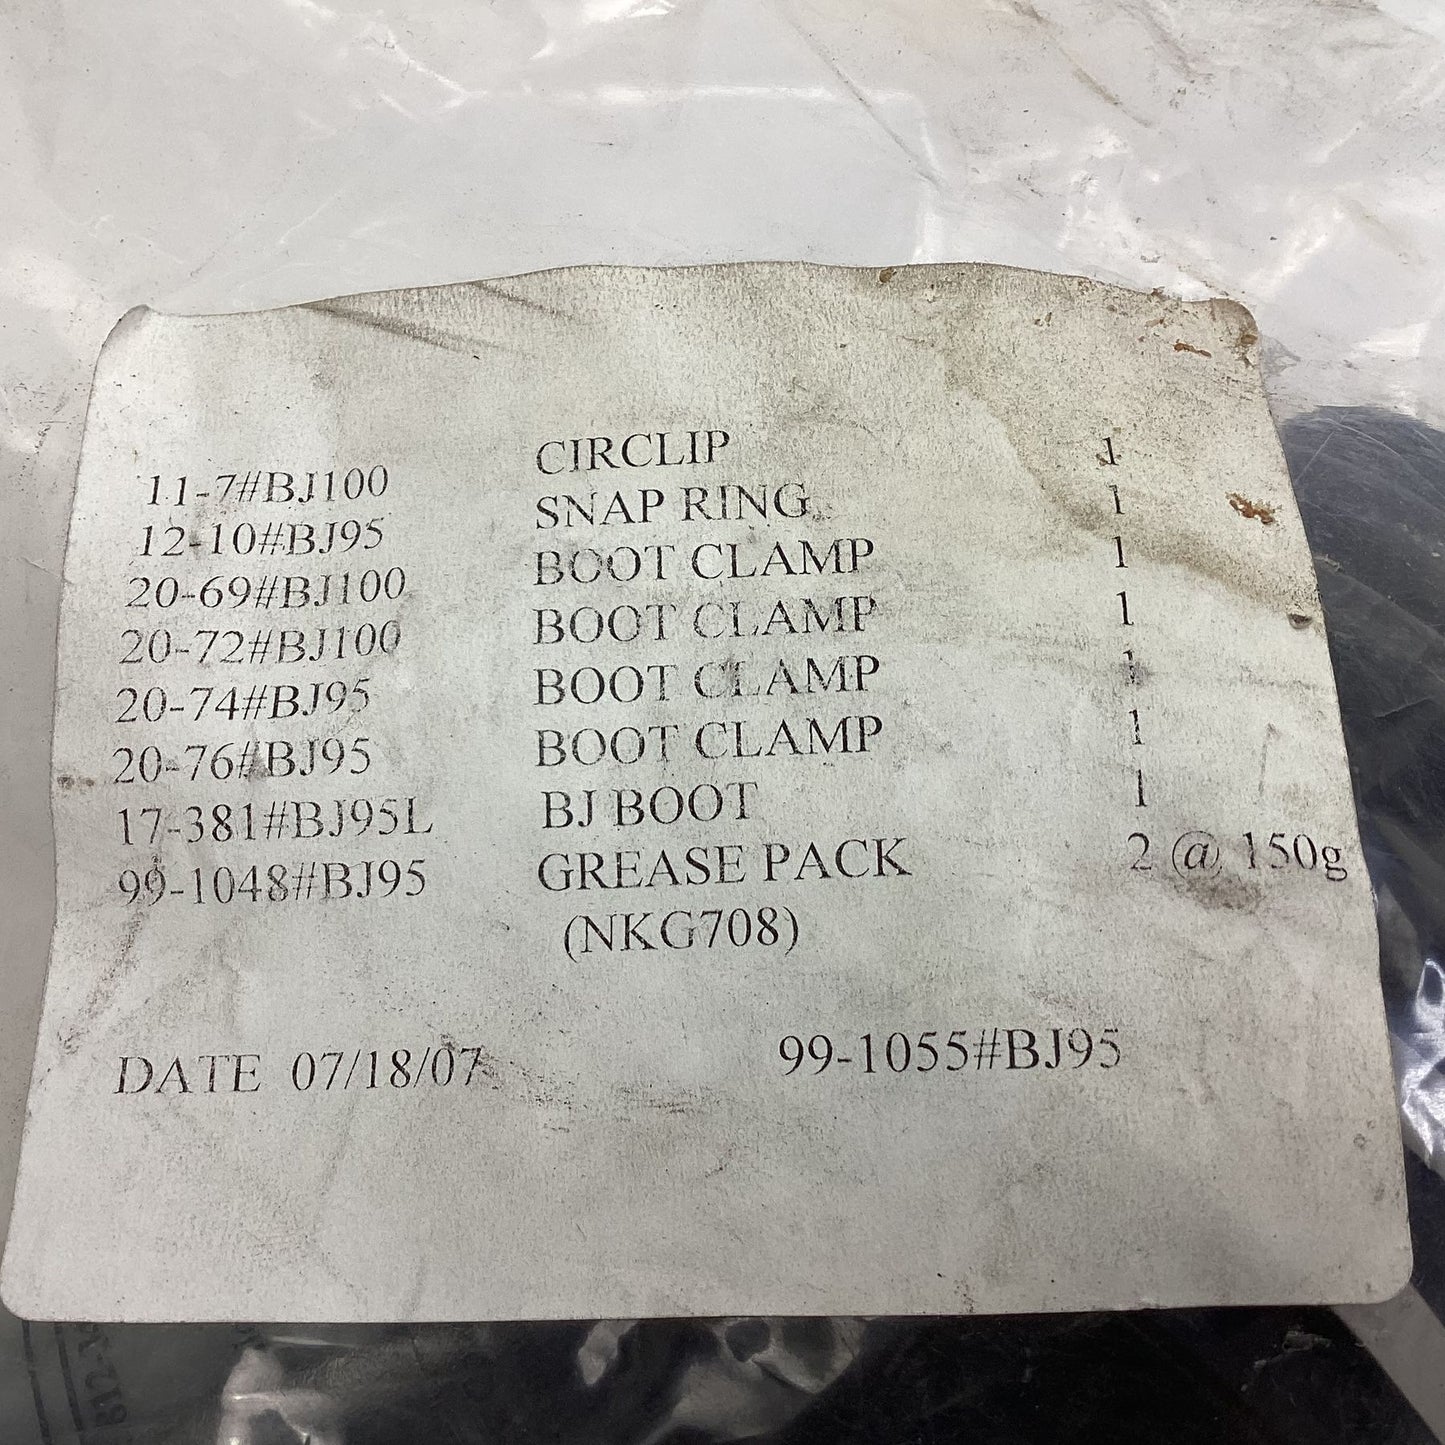 11-7#BJ100 CIRCLIP 1
12-10#BJ95 SNAP RING 1
20-69#BJ100 BOOT CLAMP 1
20-72#BJ100 BOOT CLAMP 1
20-74#BJ95 BOOT CLAMP 1
20-76#BJ95 BOOT CLAMP 1
17-381#BJ95L BJ BOOT 1
99-1048#BJ95 GREASE PACK 2 @ 150g
(NKG708)
DATE 07/18/07 99-1055#BJ95